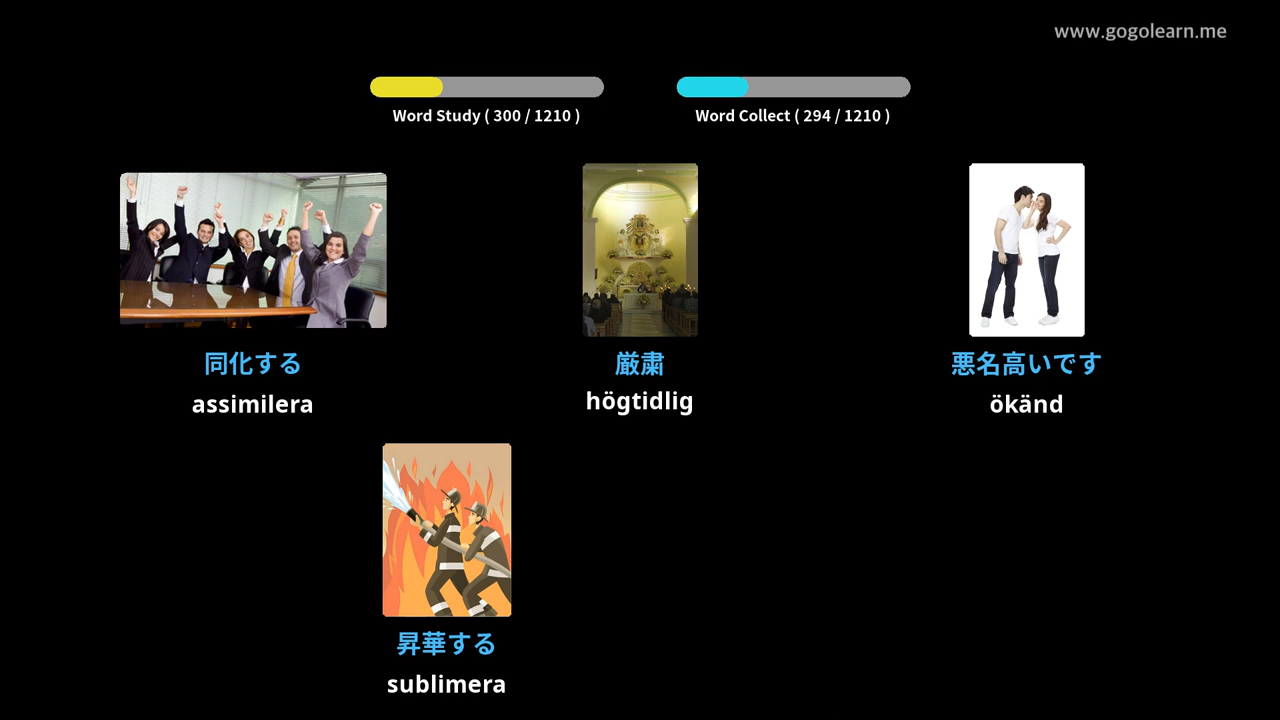 www.gogolearn.me
Word Study ( 300 / 1210 )
Word Collect ( 294 / 1210 )
同化する
assimilera
厳粛
högtidlig
悪名高いです
ökänd
昇華する
sublimera